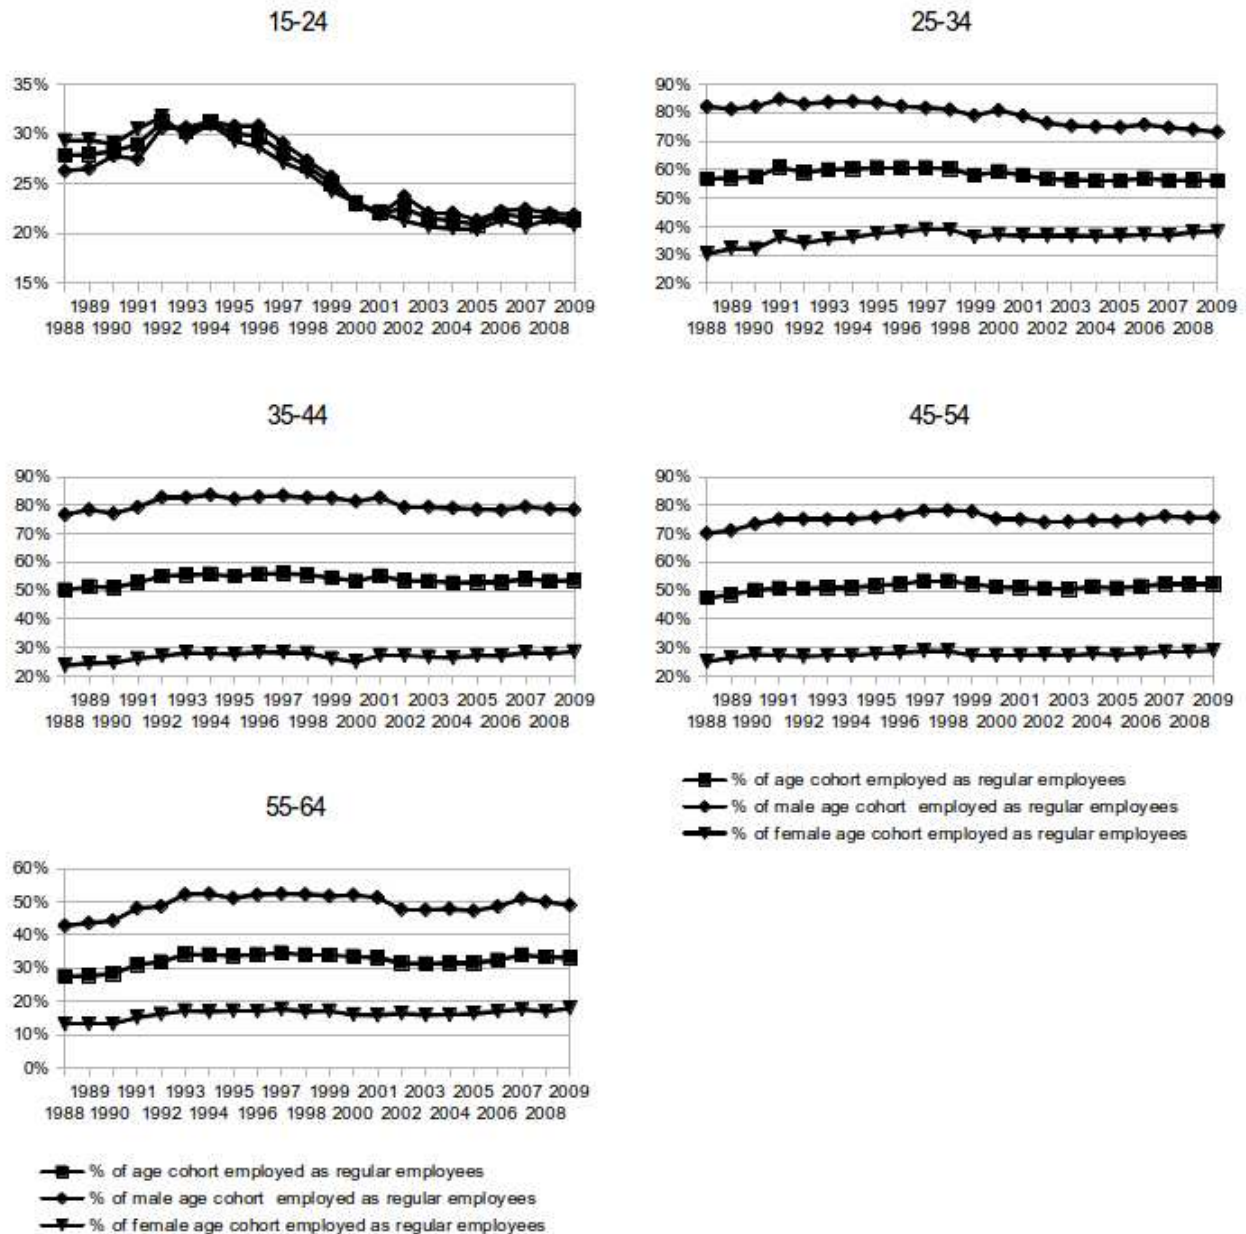 15-24
35%
30%
25%
20%
15%
1989 1991 1993 1995 1997 1999 2001 2003 2005 2007 2009
1988 1990 1992 1994 1996 1998 2000 2002 2004 2006 2008
25-34
90%
80%
70%
60%
50%
40%
30%
20%
1989 1991 1993 1995 1997 1999 2001 2003 2005 2007 2009
1988 1990 1992 1994 1996 1998 2000 2002 2004 2006 2008
35-44
90%
80%
70%
60%
50%
40%
30%
20%
1989 1991 1993 1995 1997 1999 2001 2003 2005 2007 2009
1988 1990 1992 1994 1996 1998 2000 2002 2004 2006 2008
45-54
90%
80%
70%
60%
50%
40%
30%
20%
1989 1991 1993 1995 1997 1999 2001 2003 2005 2007 2009
1988 1990 1992 1994 1996 1998 2000 2002 2004 2006 2008
% of age cohort employed as regular employees
% of male age cohort employed as regular employees
% of female age cohort employed as regular employees
55-64
60%
50%
40%
30%
20%
10%
0%
1989 1991 1993 1995 1997 1999 2001 2003 2005 2007 2009
1988 1990 1992 1994 1996 1998 2000 2002 2004 2006 2008
% of age cohort employed as regular employees
% of male age cohort employed as regular employees
% of female age cohort employed as regular employees